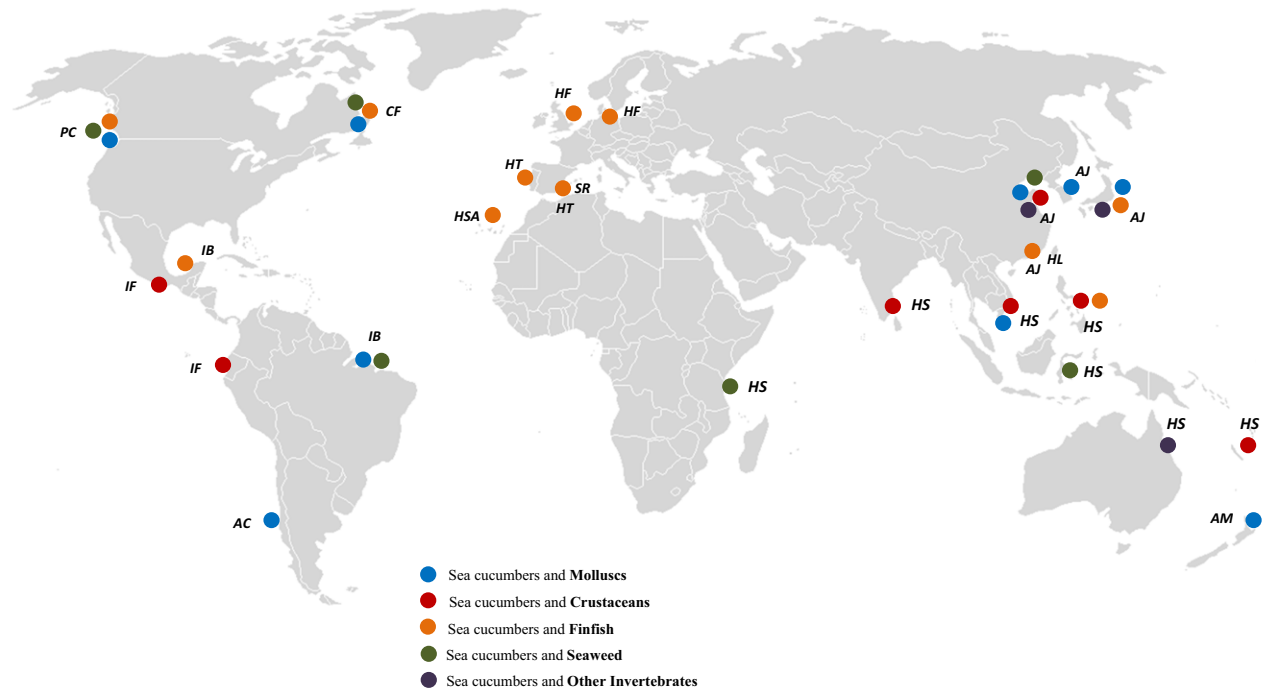 HF
HF
CF
PC
HT
SR
HT
HSA
AJ
AJ
AJ
HL
AJ
IB
IF
HS
HS
HS
IB
IF
HS
HS
HS
HS
AC
AM
Sea cucumbers and Molluscs
Sea cucumbers and Crustaceans
Sea cucumbers and Finfish
Sea cucumbers and Seaweed
Sea cucumbers and Other Invertebrates